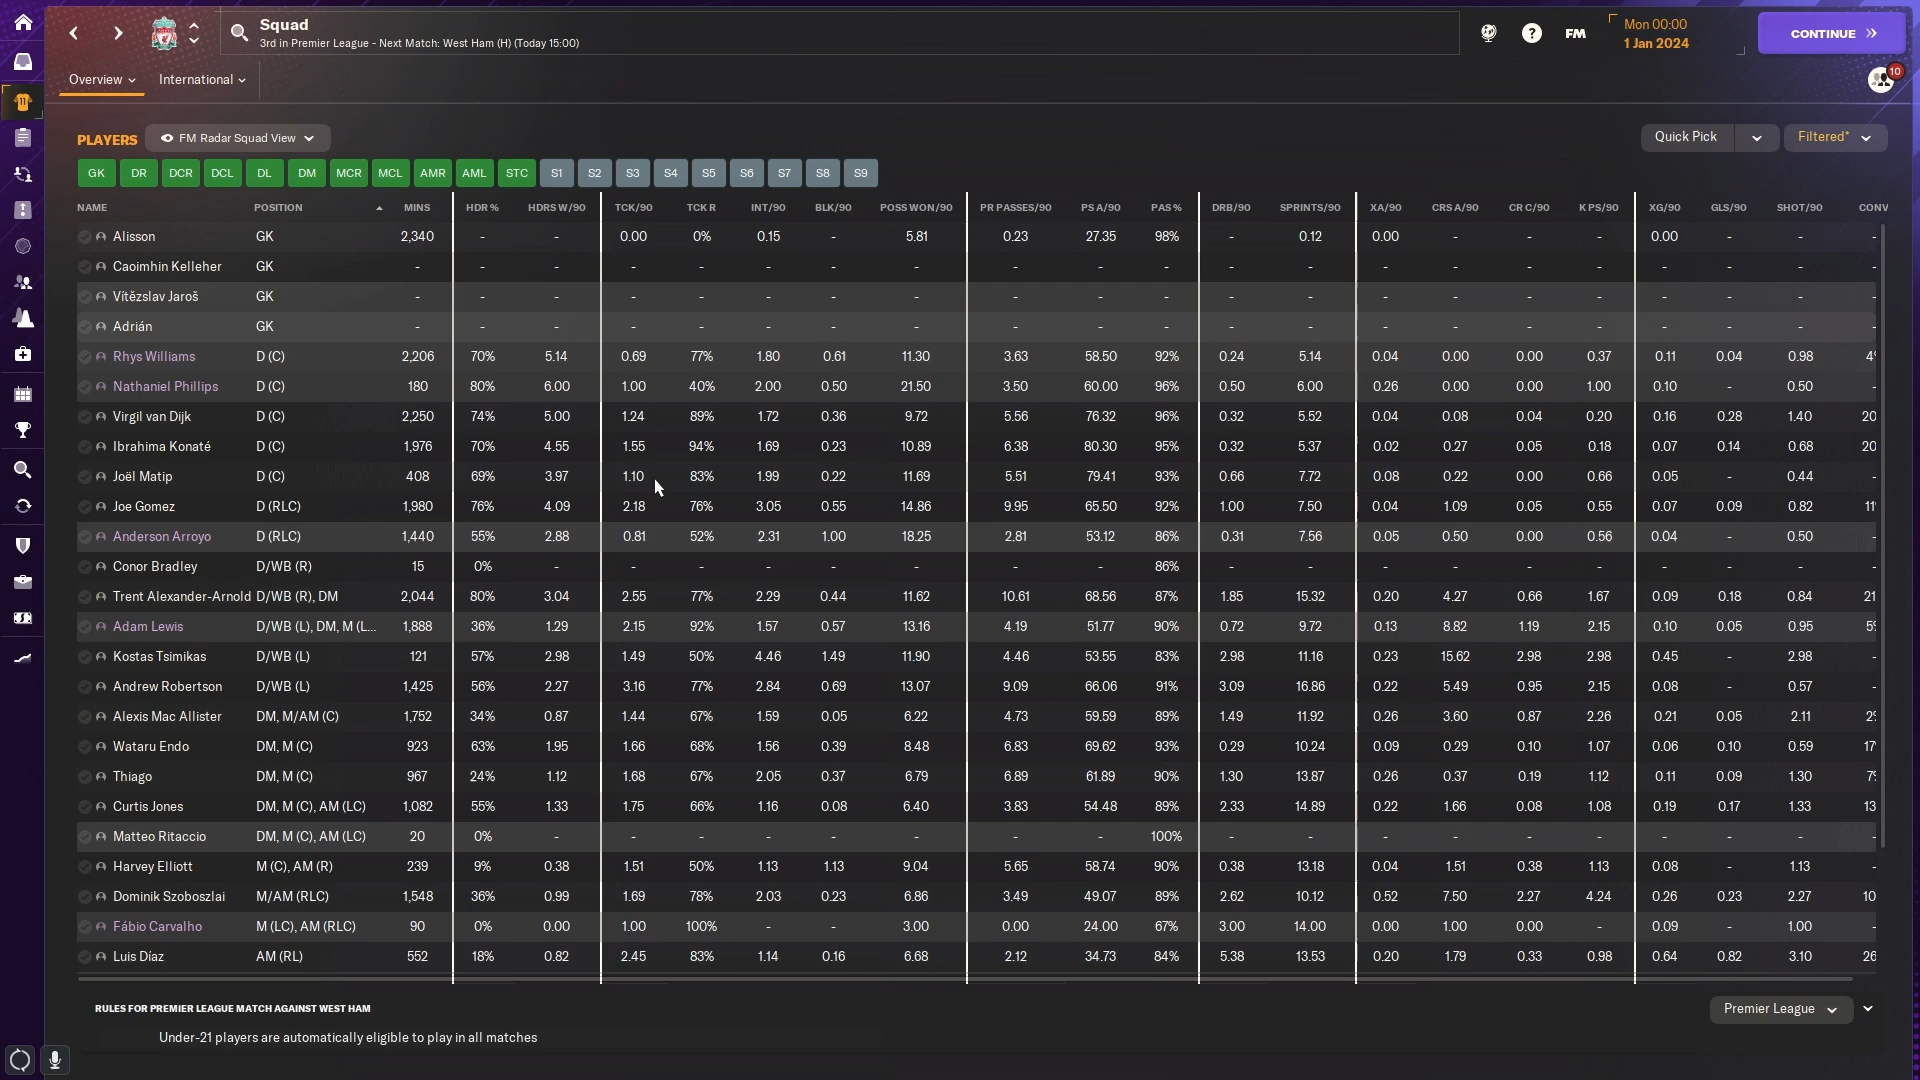 Squad
3rd in Premier League - Next Match: West Ham (H) (Today 15:00)
FM
Mon 00:00
1 Jan 2024
CONTINUE
Overview
International
10
PLAYERS
FM Radar Squad View
Quick Pick
Filtered*
GK DR DCR DCL DL DM MCR MCL AMR AML STC S1 S2 S3 S4 S5 S6 S7 S8 S9
NAME POSITION MINS HDR % HDRS W/90 TCK/90 TCK R INT/90 BLK/90 POSS WON/90 PR PASSES/90 PS A/90 PAS % DRB/90 SPRINTS/90 XA/90 CRS A/90 CR C/90 K PS/90 XG/90 GLS/90 SHOT/90 CONV
Alisson GK 2,340 - - 0.00 0% 0.15 - 5.81 0.23 27.35 98% - 0.12 0.00 - - - 0.00 - - -
Caoimhin Kelleher GK - - - - - - - - - - - - - - - - - - - - -
Vítězslav Jaroš GK - - - - - - - - - - - - - - - - - - - - -
Adrián GK - - - - - - - - - - - - - - - - - - - - -
Rhys Williams D (C) 2,206 70% 5.14 0.69 77% 1.80 0.61 11.30 3.63 58.50 92% 0.24 5.14 0.04 0.00 0.00 0.37 0.11 0.04 0.98 4%
Nathaniel Phillips D (C) 180 80% 6.00 1.00 40% 2.00 0.50 21.50 3.50 60.00 96% 0.50 6.00 0.26 0.00 0.00 1.00 0.10 - 0.50 -
Virgil van Dijk D (C) 2,250 74% 5.00 1.24 89% 1.72 0.36 9.72 5.56 76.32 96% 0.32 5.52 0.04 0.08 0.04 0.20 0.16 0.28 1.40 20
Ibrahima Konaté D (C) 1,976 70% 4.55 1.55 94% 1.69 0.23 10.89 6.38 80.30 95% 0.32 5.37 0.02 0.27 0.05 0.18 0.07 0.14 0.68 20
Joël Matip D (C) 408 69% 3.97 1.10 83% 1.99 0.22 11.69 5.51 79.41 93% 0.66 7.72 0.08 0.22 0.00 0.66 0.05 - 0.44 -
Joe Gomez D (RLC) 1,980 76% 4.09 2.18 76% 3.05 0.55 14.86 9.95 65.50 92% 1.00 7.50 0.04 1.09 0.05 0.55 0.07 0.09 0.82 11
Anderson Arroyo D (RLC) 1,440 55% 2.88 0.81 52% 2.31 1.00 18.25 2.81 53.12 86% 0.31 7.56 0.05 0.50 0.00 0.56 0.04 - 0.50 -
Conor Bradley D/WB (R) 15 0% - - - - - - - - 86% - - - - - - - - - -
Trent Alexander-Arnold D/WB (R), DM 2,044 80% 3.04 2.55 77% 2.29 0.44 11.62 10.61 68.56 87% 1.85 15.32 0.20 4.27 0.66 1.67 0.09 0.18 0.84 21
Adam Lewis D/WB (L), DM, M (L... 1,888 36% 1.29 2.15 92% 1.57 0.57 13.16 4.19 51.77 90% 0.72 9.72 0.13 8.82 1.19 2.15 0.10 0.05 0.95 5%
Kostas Tsimikas D/WB (L) 121 57% 2.98 1.49 50% 4.46 1.49 11.90 4.46 53.55 83% 2.98 11.16 0.23 15.62 2.98 2.98 0.45 - 2.98 -
Andrew Robertson D/WB (L) 1,425 56% 2.27 3.16 77% 2.84 0.69 13.07 9.09 66.06 91% 3.09 16.86 0.22 5.49 0.95 2.15 0.08 - 0.57 -
Alexis Mac Allister DM, M/AM (C) 1,752 34% 0.87 1.44 67% 1.59 0.05 6.22 4.73 59.59 89% 1.49 11.92 0.26 3.60 0.87 2.26 0.21 0.05 2.11 2%
Wataru Endo DM, M (C) 923 63% 1.95 1.66 68% 1.56 0.39 8.48 6.83 69.62 93% 0.29 10.24 0.09 0.29 0.10 1.07 0.06 0.10 0.59 17
Thiago DM, M (C) 967 24% 1.12 1.68 67% 2.05 0.37 6.79 6.89 61.89 90% 1.30 13.87 0.26 0.37 0.19 1.12 0.11 0.09 1.30 7%
Curtis Jones DM, M (C), AM (LC) 1,082 55% 1.33 1.75 66% 1.16 0.08 6.40 3.83 54.48 89% 2.33 14.89 0.22 1.66 0.08 1.08 0.19 0.17 1.33 13
Matteo Ritaccio DM, M (C), AM (LC) 20 0% - - - - - - - - 100% - - - - - - - - - -
Harvey Elliott M (C), AM (R) 239 9% 0.38 1.51 50% 1.13 1.13 9.04 5.65 58.74 90% 0.38 13.18 0.04 1.51 0.38 1.13 0.08 - 1.13 -
Dominik Szoboszlai M/AM (RLC) 1,548 36% 0.99 1.69 78% 2.03 0.23 6.86 3.49 49.07 89% 2.62 10.12 0.52 7.50 2.27 4.24 0.26 0.23 2.27 10
Fábio Carvalho M (LC), AM (RLC) 90 0% 0.00 1.00 100% - - 3.00 0.00 24.00 67% 3.00 14.00 0.00 1.00 0.00 - 0.09 - 1.00 -
Luis Díaz AM (RL) 552 18% 0.82 2.45 83% 1.14 0.16 6.68 2.12 34.73 84% 5.38 13.53 0.20 1.79 0.33 0.98 0.64 0.82 3.10 26
RULES FOR PREMIER LEAGUE MATCH AGAINST WEST HAM
Premier League
Under-21 players are automatically eligible to play in all matches